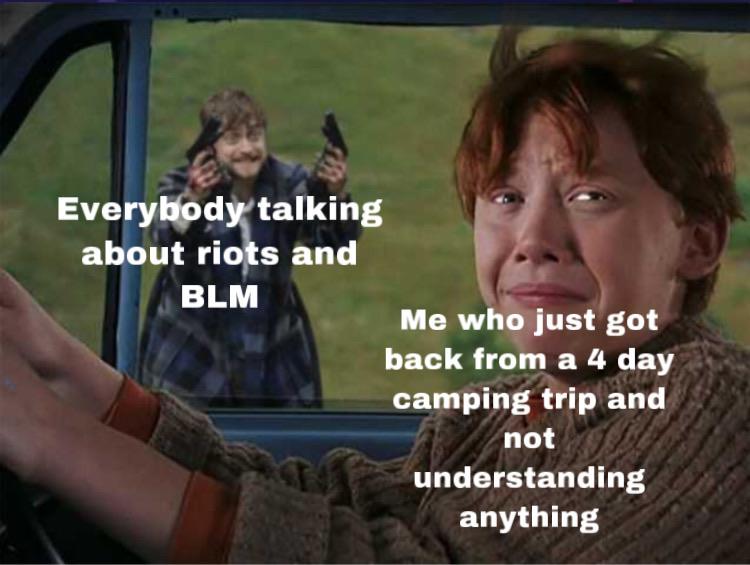 Everybody talking
about riots and
BLM
Me who just got
back from a 4 day
camping trip and
not
understanding
anything